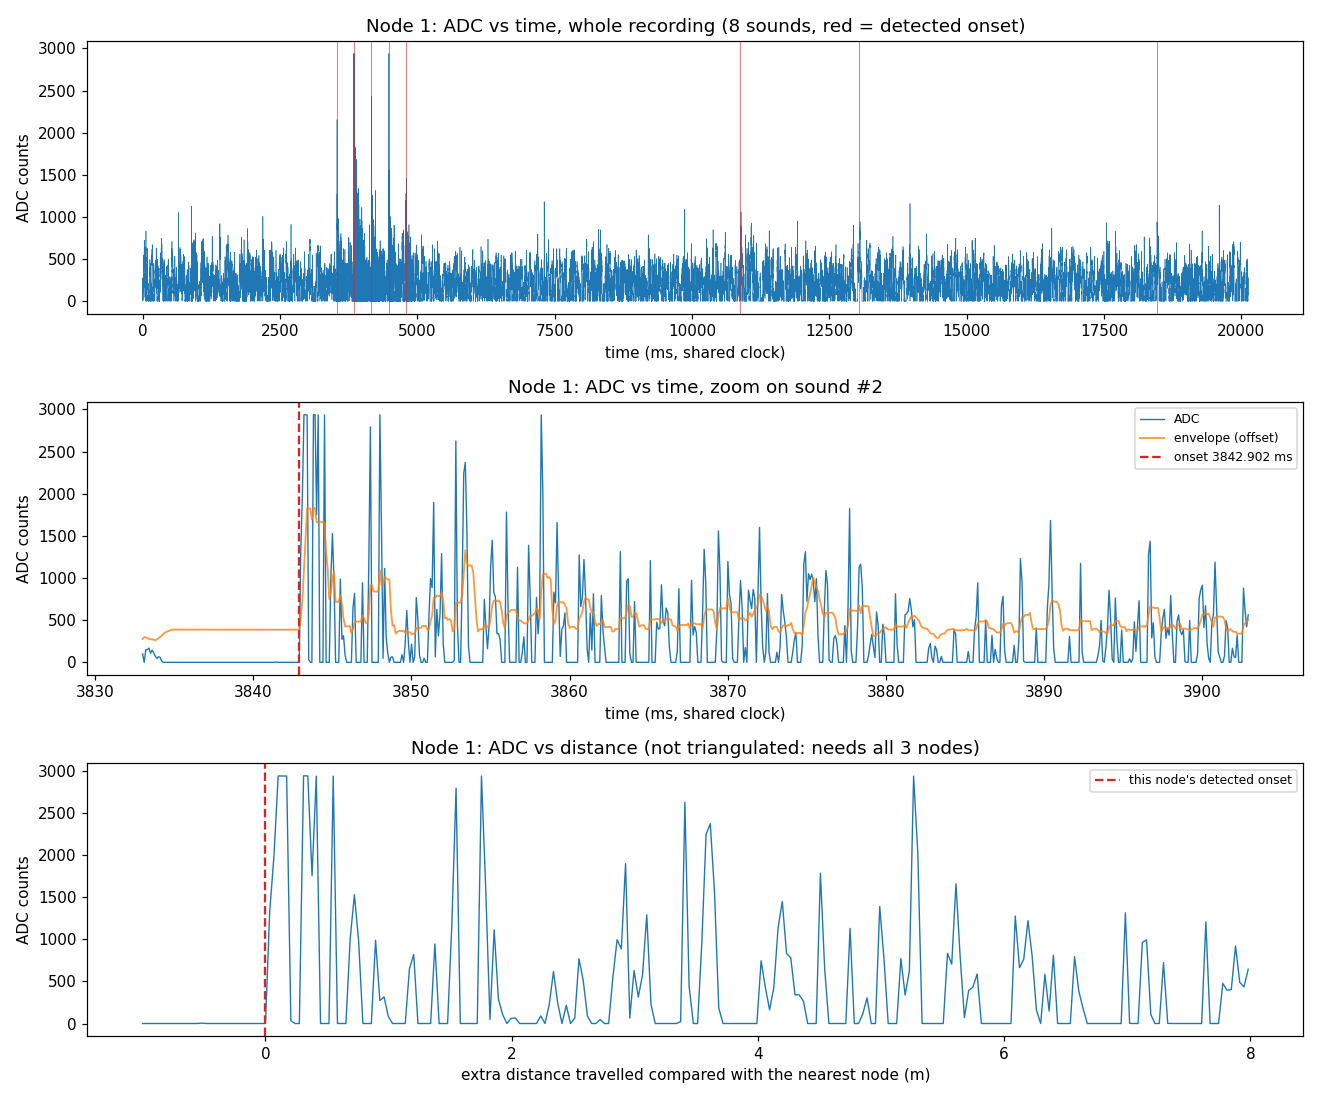 Node 1: ADC vs time, whole recording (8 sounds, red = detected onset)
3000
2500
2000
1500
1000
500
0
ADC counts
0 2500 5000 7500 10000 12500 15000 17500 20000
time (ms, shared clock)
Node 1: ADC vs time, zoom on sound #2
3000
2500
2000
1500
1000
500
0
ADC counts
ADC
envelope (offset)
onset 3842.902 ms
3830 3840 3850 3860 3870 3880 3890 3900
time (ms, shared clock)
Node 1: ADC vs distance (not triangulated: needs all 3 nodes)
3000
2500
2000
1500
1000
500
0
ADC counts
this node's detected onset
0 2 4 6 8
extra distance travelled compared with the nearest node (m)